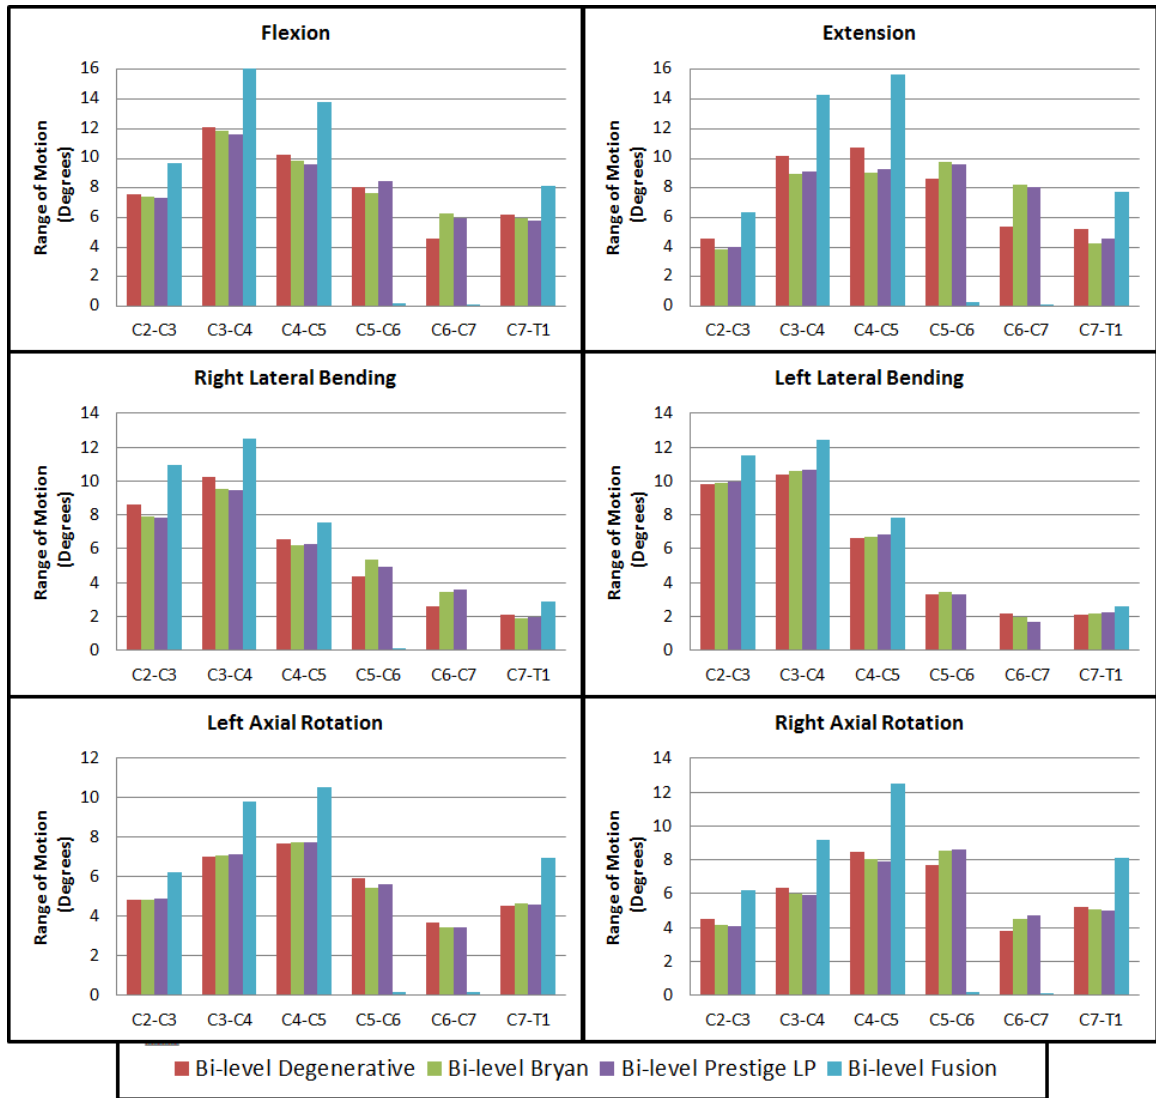 Flexion
Range of Motion
(Degrees)
16
14
12
10
8
6
4
2
0
C2-C3 C3-C4 C4-C5 C5-C6 C6-C7 C7-T1
Extension
Range of Motion
(Degrees)
16
14
12
10
8
6
4
2
0
C2-C3 C3-C4 C4-C5 C5-C6 C6-C7 C7-T1
Right Lateral Bending
Range of Motion
(Degrees)
14
12
10
8
6
4
2
0
C2-C3 C3-C4 C4-C5 C5-C6 C6-C7 C7-T1
Left Lateral Bending
Range of Motion
(Degrees)
14
12
10
8
6
4
2
0
C2-C3 C3-C4 C4-C5 C5-C6 C6-C7 C7-T1
Left Axial Rotation
Range of Motion
(Degrees)
12
10
8
6
4
2
0
C2-C3 C3-C4 C4-C5 C5-C6 C6-C7 C7-T1
Right Axial Rotation
Range of Motion
(Degrees)
14
12
10
8
6
4
2
0
C2-C3 C3-C4 C4-C5 C5-C6 C6-C7 C7-T1
Bi-level Degenerative Bi-level Bryan Bi-level Prestige LP Bi-level Fusion